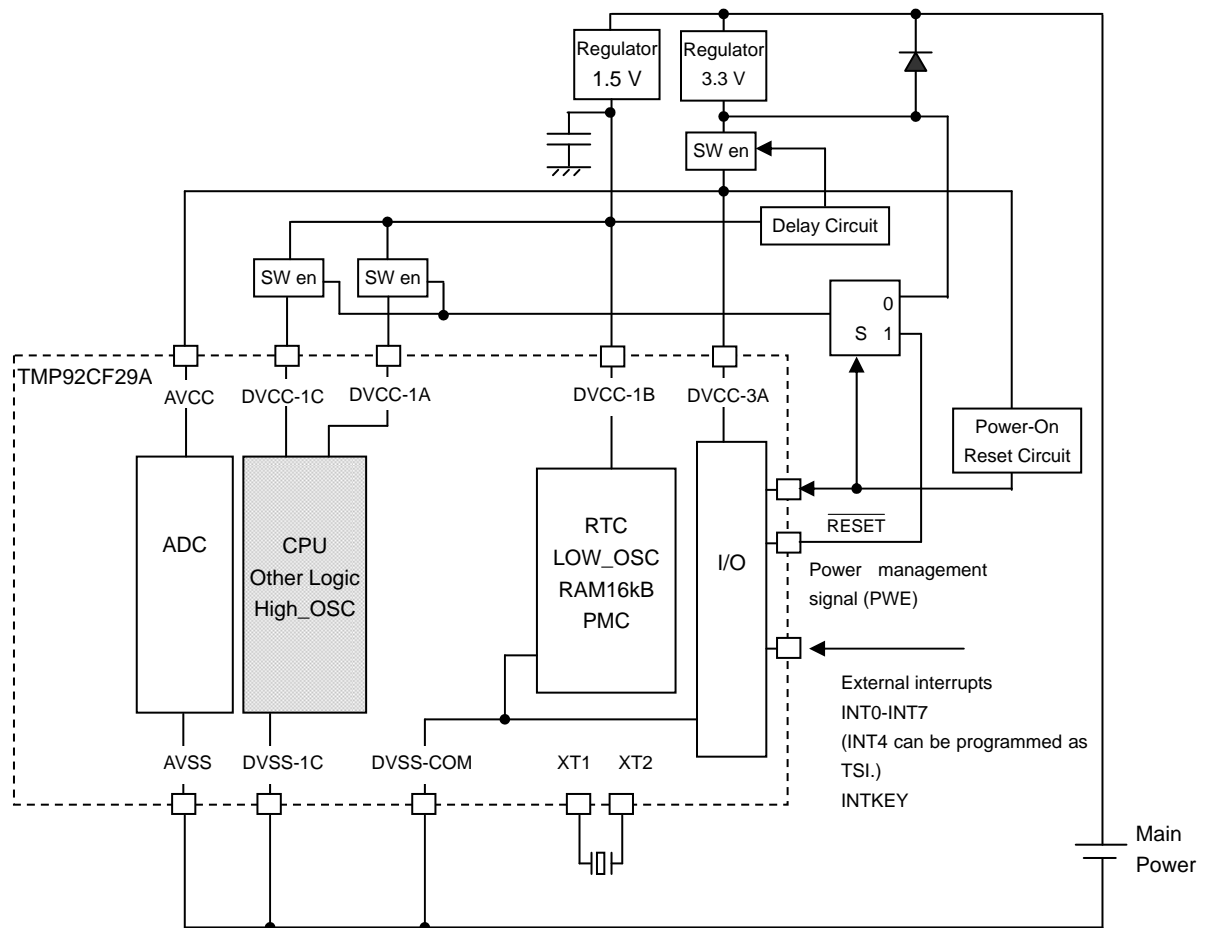 Regulator
1.5 V
Regulator
3.3 V
SW en
Delay Circuit
SW en
SW en
0
S 1
TMP92CF29A
AVCC
DVCC-1C
DVCC-1A
DVCC-1B
DVCC-3A
Power-On
Reset Circuit
ADC
CPU
Other Logic
High_OSC
RTC
LOW_OSC
RAM16kB
PMC
I/O
RESET
Power management
signal (PWE)
External interrupts
INT0-INT7
(INT4 can be programmed as
TSI.)
INTKEY
AVSS
DVSS-1C
DVSS-COM
XT1
XT2
Main
Power